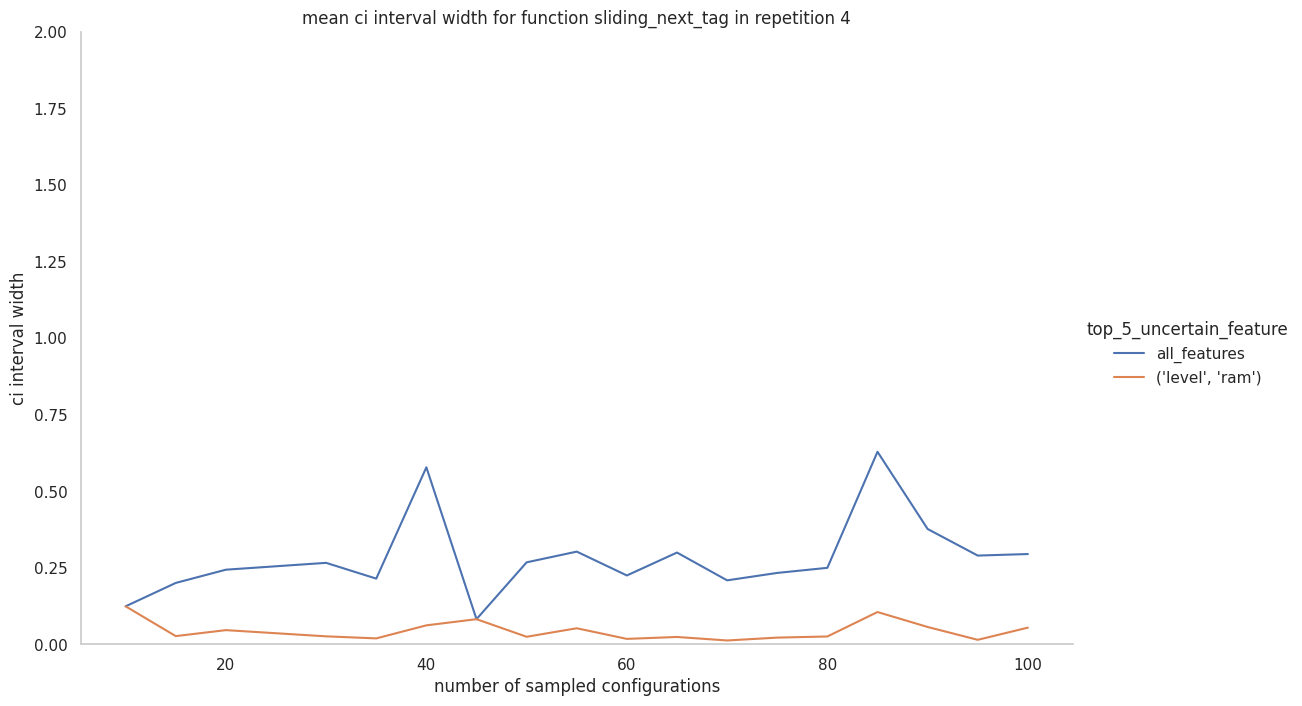 mean ci interval width for function sliding_next_tag in repetition 4
2.00
1.75
1.50
1.25
1.00
0.75
0.50
0.25
0.00
ci interval width
20
40
60
80
100
number of sampled configurations
top_5_uncertain_feature
all_features
('level', 'ram')